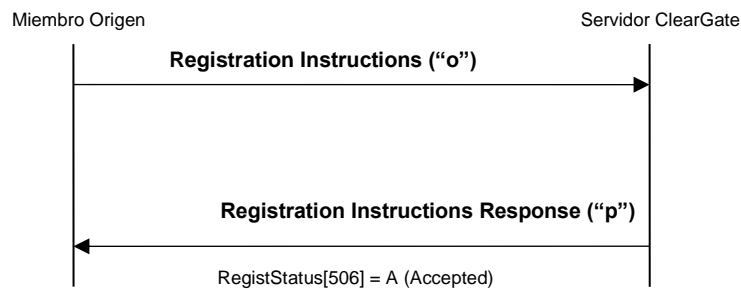 Miembro Origen
Servidor ClearGate
Registration Instructions (“o”)
Registration Instructions Response (“p”)
RegistStatus[506] = A (Accepted)